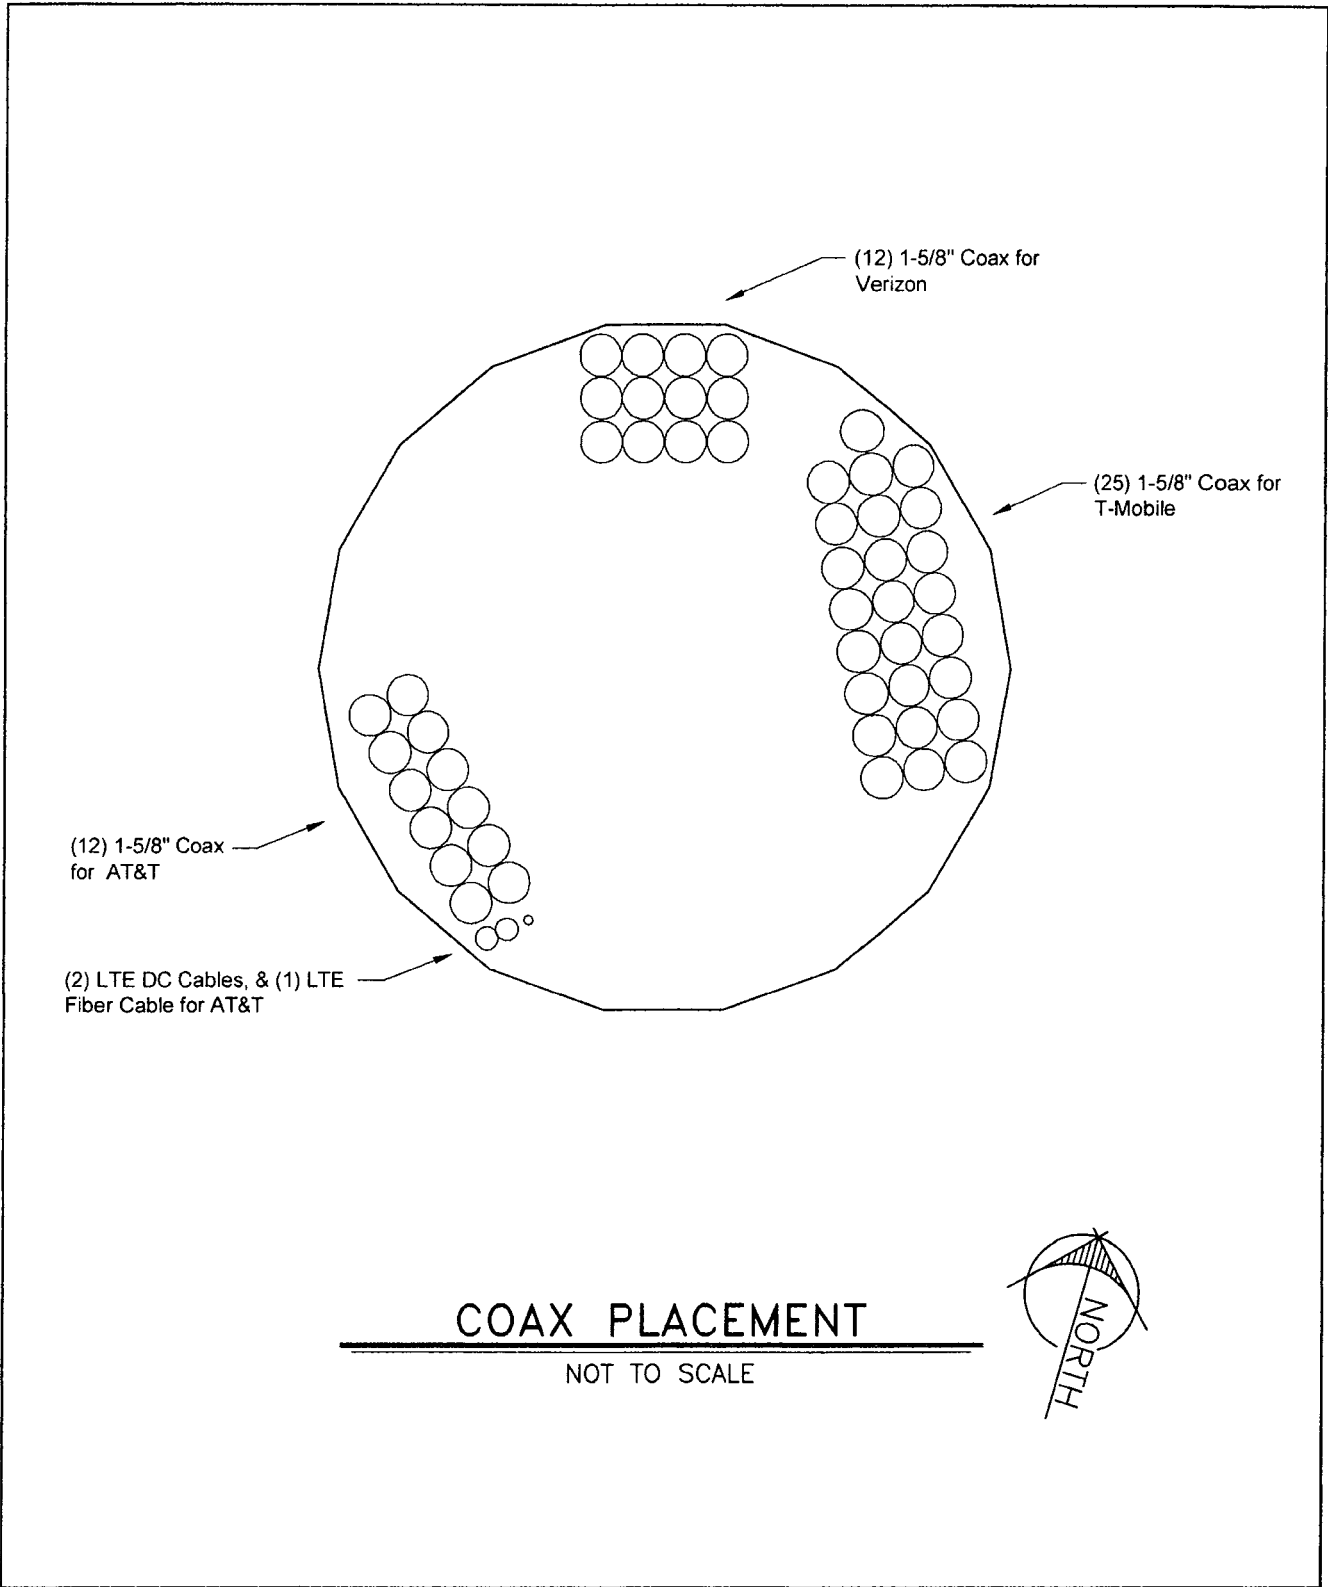 (12) 1-5/8" Coax for
Verizon
(25) 1-5/8" Coax for
T-Mobile
(12) 1-5/8" Coax
for AT&T
(2) LTE DC Cables, & (1) LTE
Fiber Cable for AT&T
COAX PLACEMENT
NOT TO SCALE
NORTH